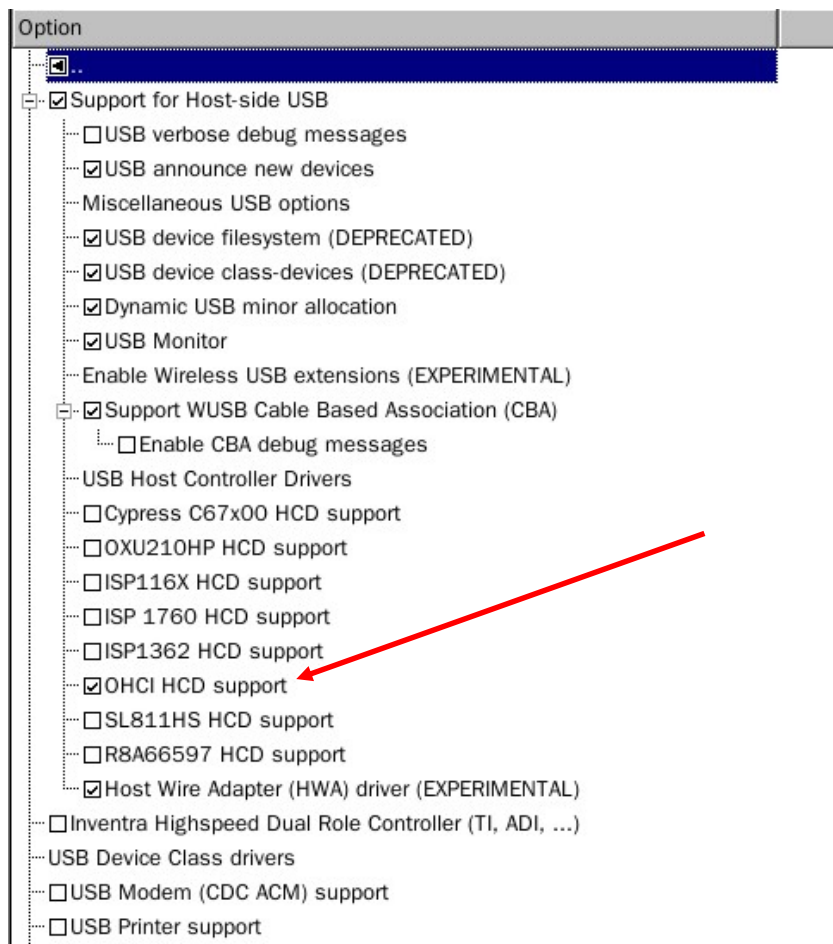 Option
..
Support for Host-side USB
USB verbose debug messages
USB announce new devices
Miscellaneous USB options
USB device filesystem (DEPRECATED)
USB device class-devices (DEPRECATED)
Dynamic USB minor allocation
USB Monitor
Enable Wireless USB extensions (EXPERIMENTAL)
Support WUSB Cable Based Association (CBA)
Enable CBA debug messages
USB Host Controller Drivers
Cypress C67x00 HCD support
OXU210HP HCD support
ISP116X HCD support
ISP 1760 HCD support
ISP1362 HCD support
OHCI HCD support
SL811HS HCD support
R8A66597 HCD support
Host Wire Adapter (HWA) driver (EXPERIMENTAL)
Inventra Highspeed Dual Role Controller (TI, ADI, ...)
USB Device Class drivers
USB Modem (CDC ACM) support
USB Printer support